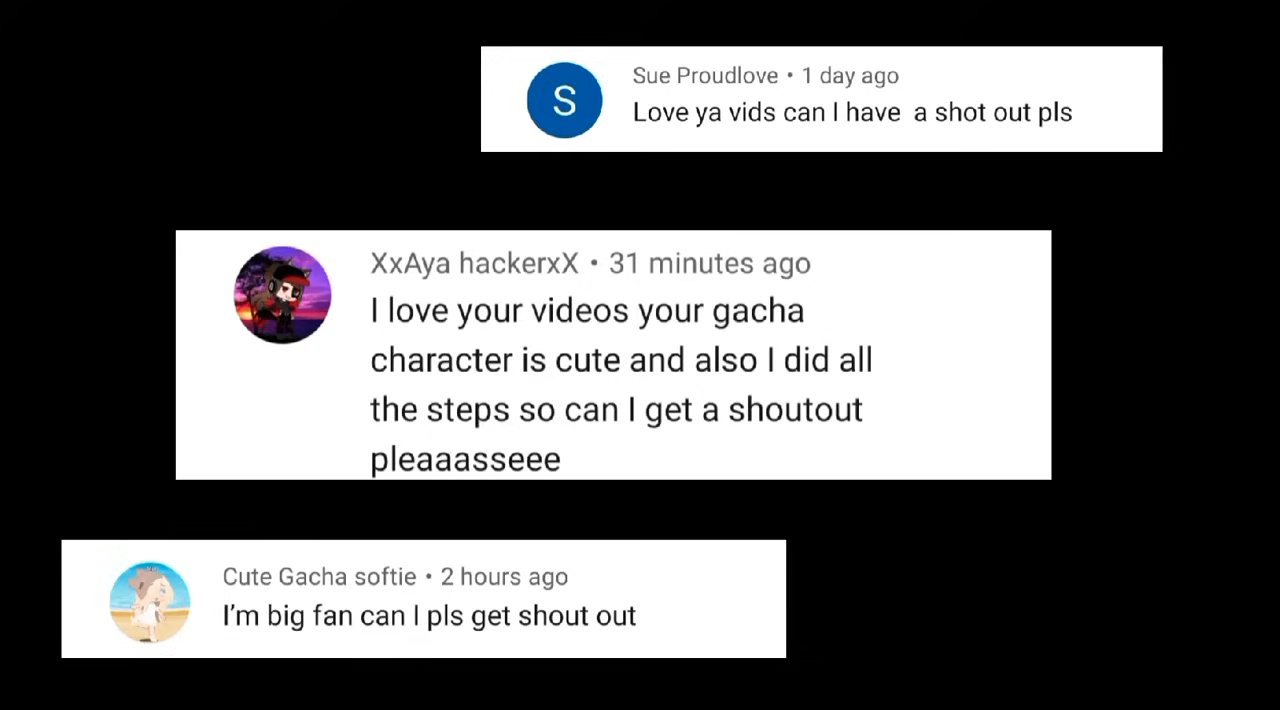 S
Sue Proudlove • 1 day ago
Love ya vids can I have  a shot out pls
XxAya hackerxX • 31 minutes ago
I love your videos your gacha
character is cute and also I did all
the steps so can I get a shoutout
pleaaasseee
Cute Gacha softie • 2 hours ago
I’m big fan can I pls get shout out